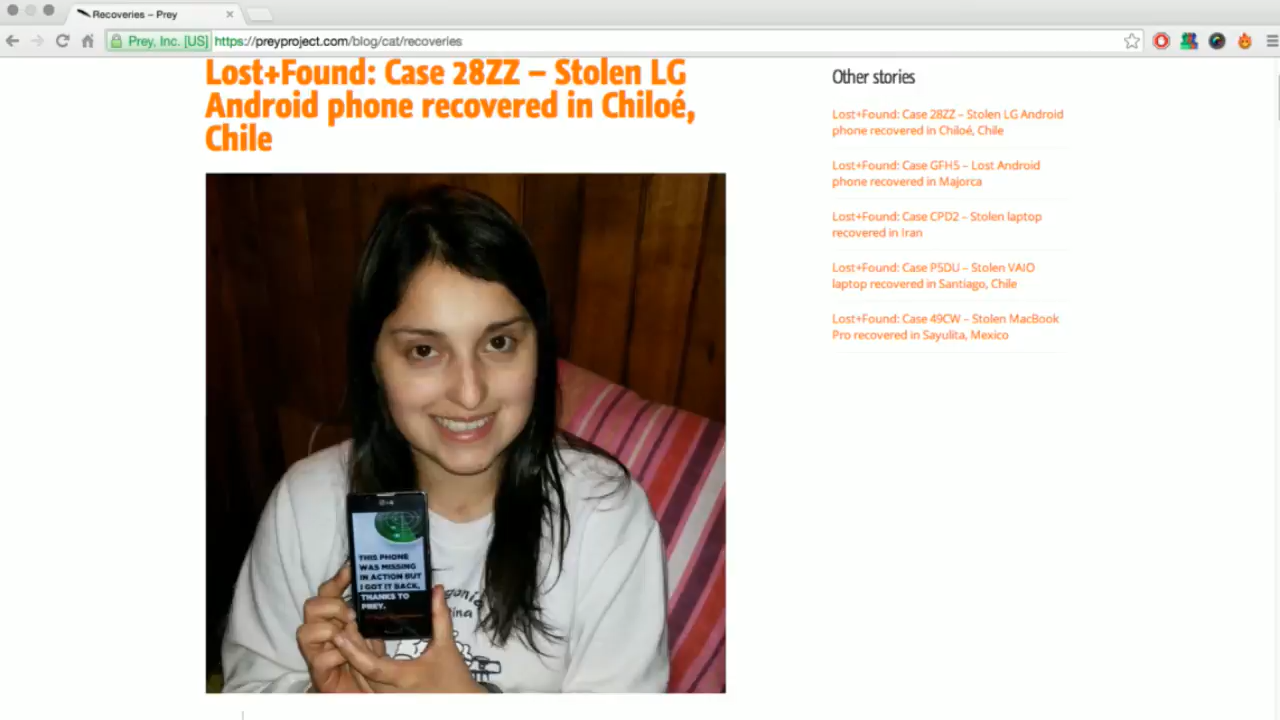 Recoveries – Prey
Prey, Inc. [US]
https://preyproject.com/blog/cat/recoveries
Lost+Found: Case 28ZZ – Stolen LG
Android phone recovered in Chiloé,
Chile
LG
THIS PHONE
WAS MISSING
IN ACTION BUT
I GOT IT BACK,
THANKS TO
PREY.
Other stories
Lost+Found: Case 28ZZ – Stolen LG Android
phone recovered in Chiloé, Chile
Lost+Found: Case GFH5 – Lost Android
phone recovered in Majorca
Lost+Found: Case CPD2 – Stolen laptop
recovered in Iran
Lost+Found: Case P5DU – Stolen VAIO
laptop recovered in Santiago, Chile
Lost+Found: Case 49CW – Stolen MacBook
Pro recovered in Sayulita, Mexico